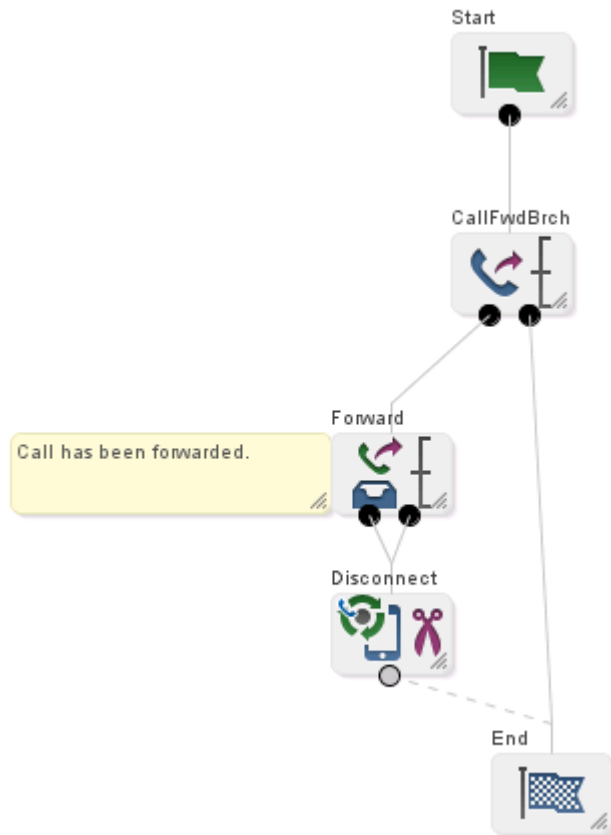 Start
CallFwdBrch
Forward
Call has been forwarded.
Disconnect
End